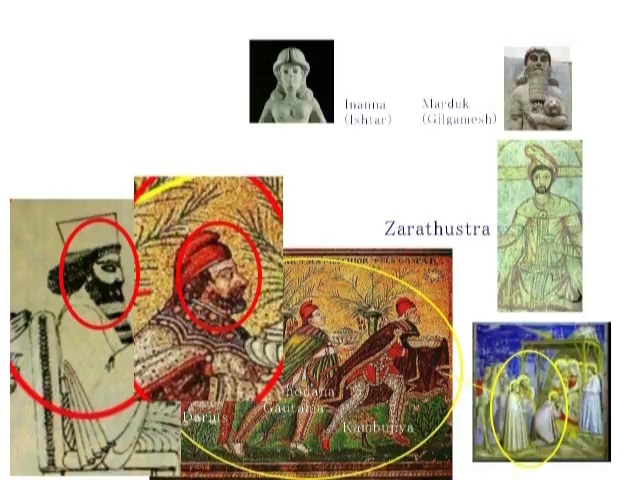 Inanna
(Ishtar)
Marduk
(Gilgamesh)
Zarathustra
Gautama
Darius
Kambujiya